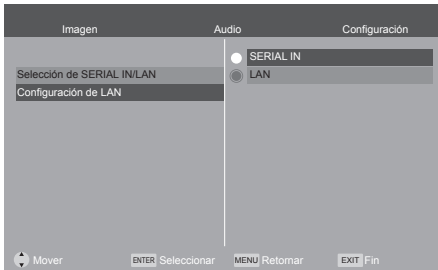 Imagen Audio Configuración
SERIAL IN
Selección de SERIAL IN/LAN LAN
Configuración de LAN
Mover ENTER Seleccionar MENU Retornar EXIT Fin